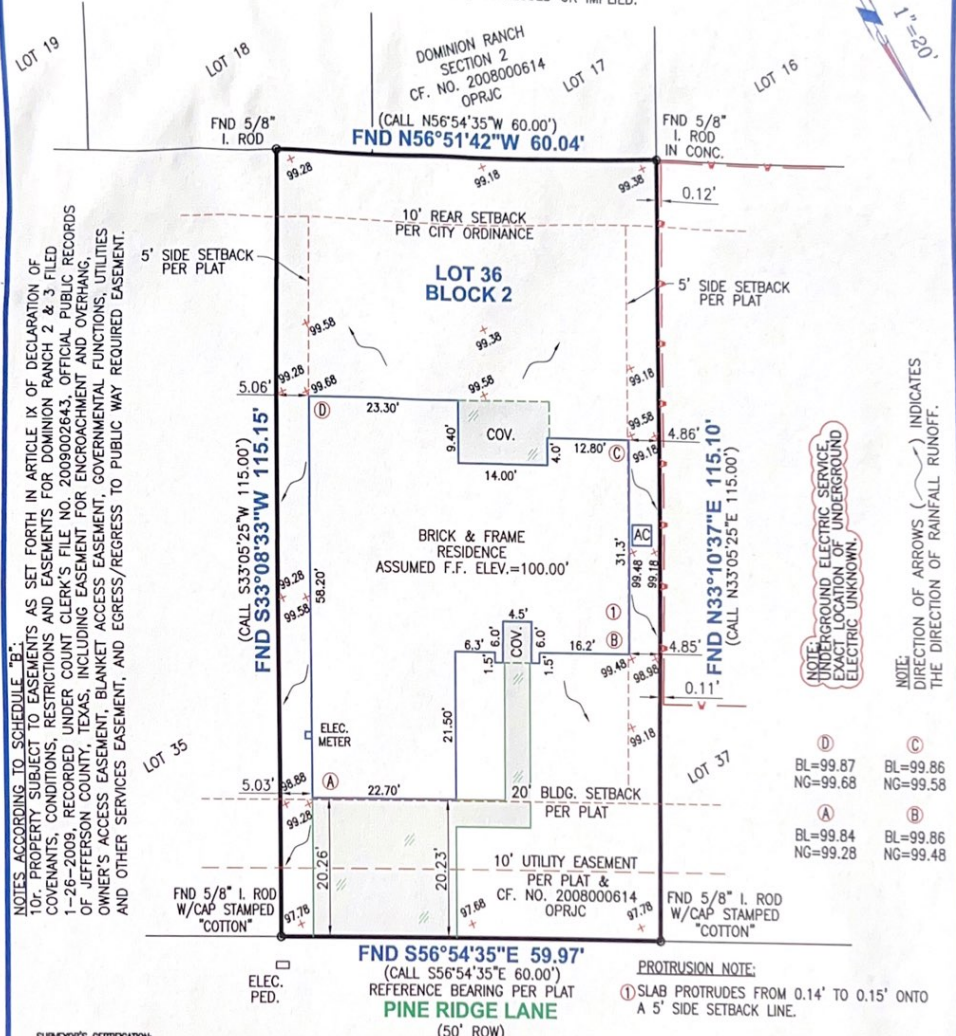 1"=20'
LOT 19
LOT 18
DOMINION RANCH
SECTION 2
CF. NO. 2008000614
OPRJC
LOT 17
LOT 16
FND 5/8"
I. ROD
(CALL N56°54'35"W 60.00')
FND N56°51'42"W 60.04'
FND 5/8"
I. ROD
IN CONC.
99.28
99.18
99.38
0.12'
10' REAR SETBACK
PER CITY ORDINANCE
5' SIDE SETBACK
PER PLAT
LOT 36
BLOCK 2
5' SIDE SETBACK
PER PLAT
99.58
99.38
99.18
5.06'
99.28
99.68
99.58
99.58
D
23.30'
9.40'
COV.
4.0'
12.80'
C
4.86'
99.18
14.00'
(CALL S33°05'25"W 115.00')
FND S33°08'33"W 115.15'
FND N33°10'37"E 115.10'
(CALL N33°05'25"E 115.00')
BRICK & FRAME
RESIDENCE
ASSUMED F.F. ELEV.=100.00'
31.3'
AC
99.48
99.18
99.28
99.58
58.20'
4.5'
6.3'
6.0'
COV.
6.0'
1
B
1.5'
1.5'
16.2'
4.85'
99.48
98.98
0.11'
21.50'
ELEC.
METER
99.18
LOT 35
LOT 37
5.03'
98.88
A
22.70'
20' BLDG. SETBACK
PER PLAT
99.28
20.26'
20.23'
10' UTILITY EASEMENT
PER PLAT &
CF. NO. 2008000614
OPRJC
FND 5/8" I. ROD
W/CAP STAMPED
"COTTON"
97.78
97.68
97.78
FND 5/8" I. ROD
W/CAP STAMPED
"COTTON"
FND S56°54'35"E 59.97'
(CALL S56°54'35"E 60.00')
REFERENCE BEARING PER PLAT
PINE RIDGE LANE
(50' ROW)
ELEC.
PED.
PROTRUSION NOTE:
1 SLAB PROTRUDES FROM 0.14' TO 0.15' ONTO
A 5' SIDE SETBACK LINE.
NOTE:
UNDERGROUND ELECTRIC SERVICE,
EXACT LOCATION OF UNDERGROUND
ELECTRIC UNKNOWN.
NOTE:
DIRECTION OF ARROWS ( ) INDICATES
THE DIRECTION OF RAINFALL RUNOFF.
D
BL=99.87
NG=99.68
C
BL=99.86
NG=99.58
A
BL=99.84
NG=99.28
B
BL=99.86
NG=99.48
NOTES ACCORDING TO SCHEDULE "B":
10r. PROPERTY SUBJECT TO EASEMENTS AS SET FORTH IN ARTICLE IX OF DECLARATION OF
COVENANTS, CONDITIONS, RESTRICTIONS AND EASEMENTS FOR DOMINION RANCH 2 & 3 FILED
1-26-2009, RECORDED UNDER COUNT CLERK'S FILE NO. 2009002643, OFFICIAL PUBLIC RECORDS
OF JEFFERSON COUNTY, TEXAS, INCLUDING EASEMENT FOR ENCROACHMENT AND OVERHANG,
OWNER'S ACCESS EASEMENT, BLANKET ACCESS EASEMENT, GOVERNMENTAL FUNCTIONS, UTILITIES
AND OTHER SERVICES EASEMENT, AND EGRESS/REGRESS TO PUBLIC WAY REQUIRED EASEMENT.